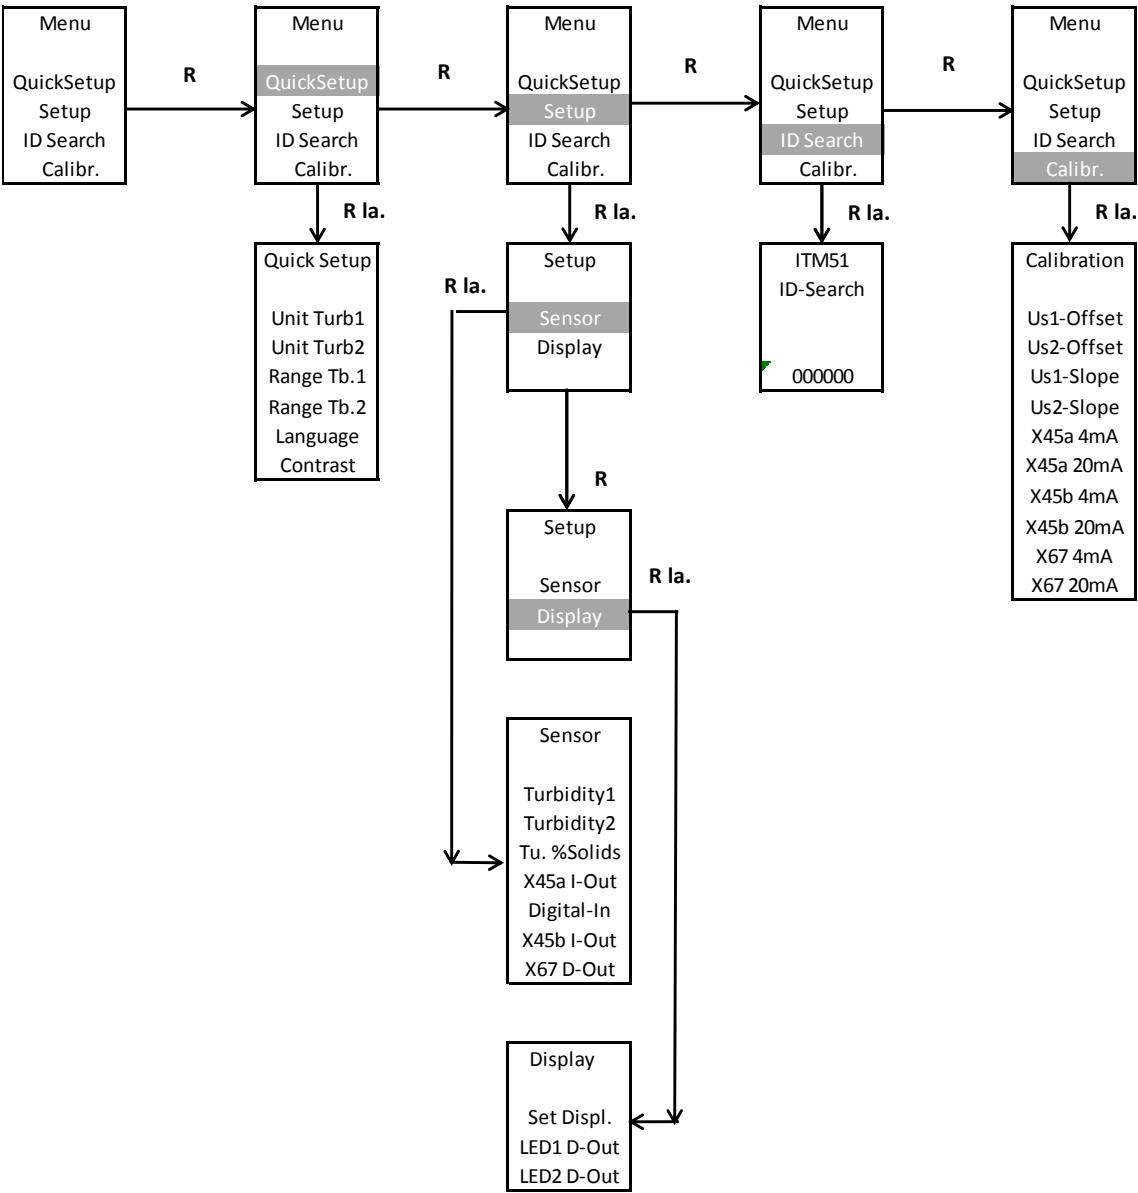 Menu
QuickSetup
Setup
ID Search
Calibr.
R
Menu
QuickSetup
Setup
ID Search
Calibr.
R
Menu
QuickSetup
Setup
ID Search
Calibr.
R
Menu
QuickSetup
Setup
ID Search
Calibr.
R
Menu
QuickSetup
Setup
ID Search
Calibr.
R la.
Quick Setup
Unit Turb1
Unit Turb2
Range Tb.1
Range Tb.2
Language
Contrast
R la.
Setup
Sensor
Display
R la.
R
Setup
Sensor
Display
R la.
Sensor
Turbidity1
Turbidity2
Tu. %Solids
X45a I-Out
Digital-In
X45b I-Out
X67 D-Out
Display
Set Displ.
LED1 D-Out
LED2 D-Out
R la.
ITM51
ID-Search
000000
R la.
Calibration
Us1-Offset
Us2-Offset
Us1-Slope
Us2-Slope
X45a 4mA
X45a 20mA
X45b 4mA
X45b 20mA
X67 4mA
X67 20mA